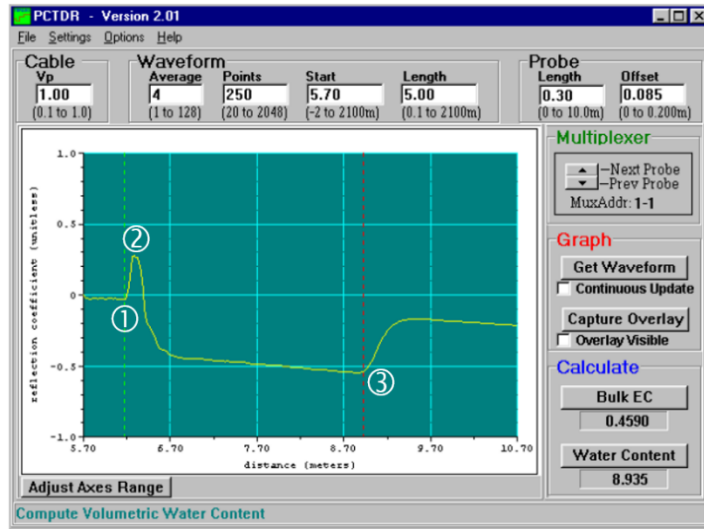 PCTDR - Version 2.01
File Settings Options Help
Cable
Vp
1.00
(0.1 to 1.0)
Waveform
Average Points Start Length
4 250 5.70 5.00
(1 to 128) (20 to 2048) (-2 to 2100m) (0.1 to 2100m)
Probe
Length Offset
0.30 0.085
(0 to 10.0m) (0 to 0.200m)
reflection coefficient (unitless)
1.0
0.5
0
-0.5
-1.0
①
②
③
5.70 6.70 7.70 8.70 9.70 10.70
distance (meters)
Adjust Axes Range
Multiplexer
Next Probe
Prev Probe
MuxAddr: 1-1
Graph
Get Waveform
Continuous Update
Capture Overlay
Overlay Visible
Calculate
Bulk EC
0.4590
Water Content
8.935
Compute Volumetric Water Content